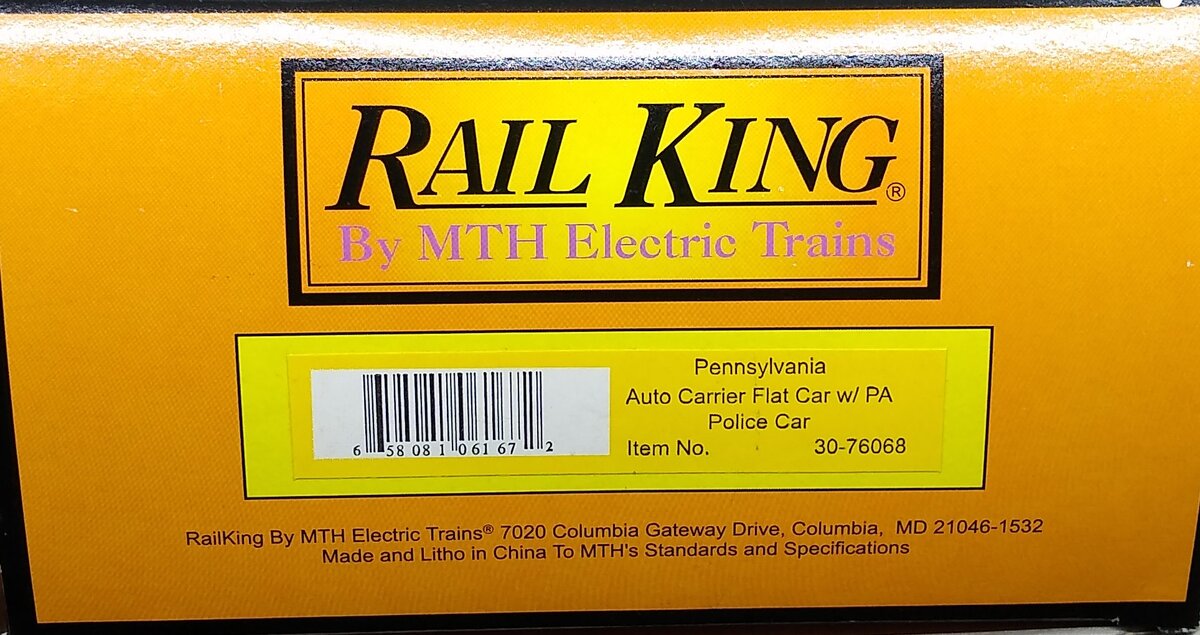 RAIL KING®
By MTH Electric Trains
Pennsylvania
Auto Carrier Flat Car w/ PA
Police Car
Item No. 30-76068
6 58081 06167 2
RailKing By MTH Electric Trains® 7020 Columbia Gateway Drive, Columbia, MD 21046-1532
Made and Litho in China To MTH's Standards and Specifications